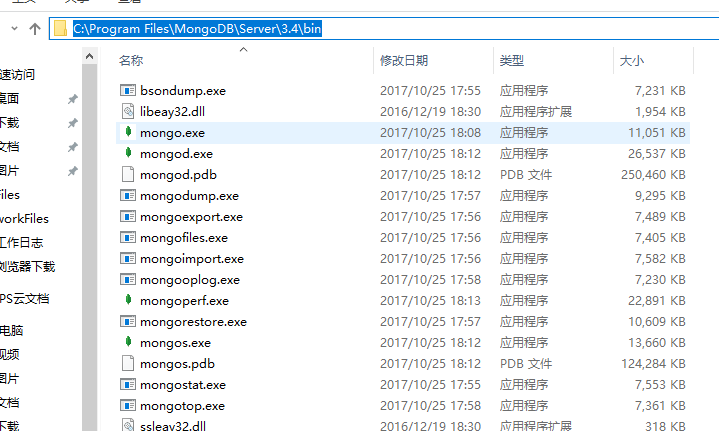 C:\Program Files\MongoDB\Server\3.4\bin
名称 修改日期 类型 大小
速访问
桌面
下载
文档
图片
Files
workFiles
工作日志
浏览器下载
PS云文档
电脑
视频
图片
文档
下载
bsondump.exe 2017/10/25 17:55 应用程序 7,231 KB
libeay32.dll 2016/12/19 18:30 应用程序扩展 1,954 KB
mongo.exe 2017/10/25 18:08 应用程序 11,051 KB
mongod.exe 2017/10/25 18:12 应用程序 26,537 KB
mongod.pdb 2017/10/25 18:12 PDB 文件 250,460 KB
mongodump.exe 2017/10/25 17:57 应用程序 9,295 KB
mongoexport.exe 2017/10/25 17:56 应用程序 7,489 KB
mongofiles.exe 2017/10/25 17:56 应用程序 7,405 KB
mongoimport.exe 2017/10/25 17:56 应用程序 7,582 KB
mongooplog.exe 2017/10/25 17:58 应用程序 7,230 KB
mongoperf.exe 2017/10/25 18:13 应用程序 22,891 KB
mongorestore.exe 2017/10/25 17:57 应用程序 10,609 KB
mongos.exe 2017/10/25 18:12 应用程序 13,660 KB
mongos.pdb 2017/10/25 18:12 PDB 文件 124,284 KB
mongostat.exe 2017/10/25 17:55 应用程序 7,553 KB
mongotop.exe 2017/10/25 17:58 应用程序 7,361 KB
ssleay32.dll 2016/12/19 18:30 应用程序扩展 318 KB